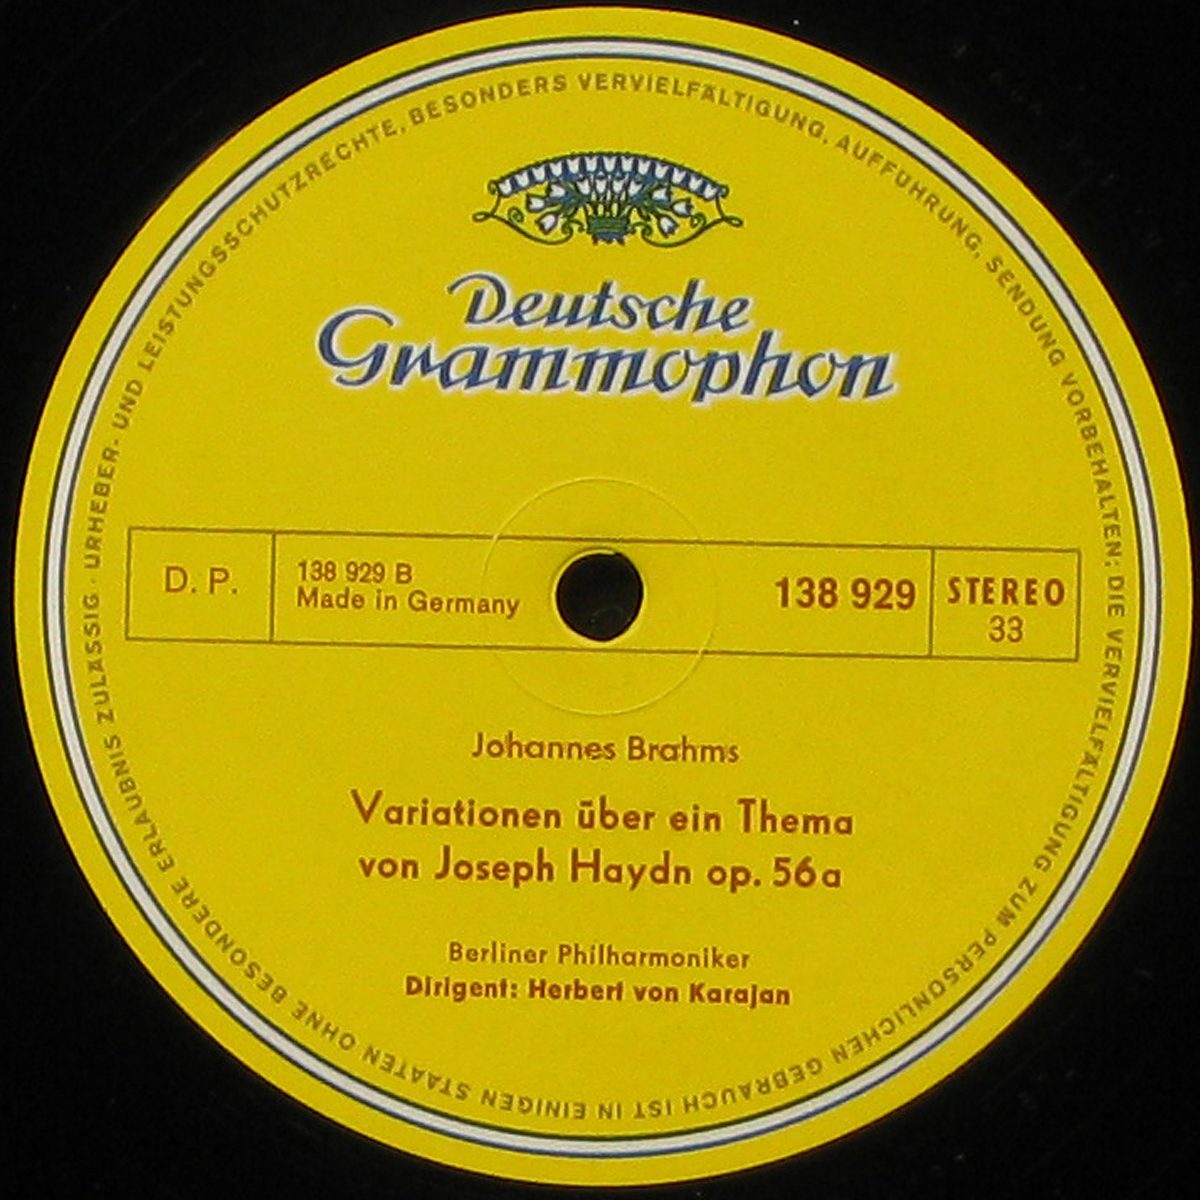 URHEBER- UND LEISTUNGSSCHUTZRECHTE, BESONDERS VERVIELFÄLTIGUNG, AUFFÜHRUNG, SENDUNG VORBEHALTEN; DIE VERVIELFÄLTIGUNG ZUM PERSÖNLICHEN GEBRAUCH IST IN EINIGEN STAATEN OHNE BESONDERE ERLAUBNIS ZULÄSSIG ·
Deutsche
Grammophon
D. P.
138 929 B
Made in Germany
138 929
STEREO
33
Johannes Brahms
Variationen über ein Thema
von Joseph Haydn op. 56a
Berliner Philharmoniker
Dirigent: Herbert von Karajan